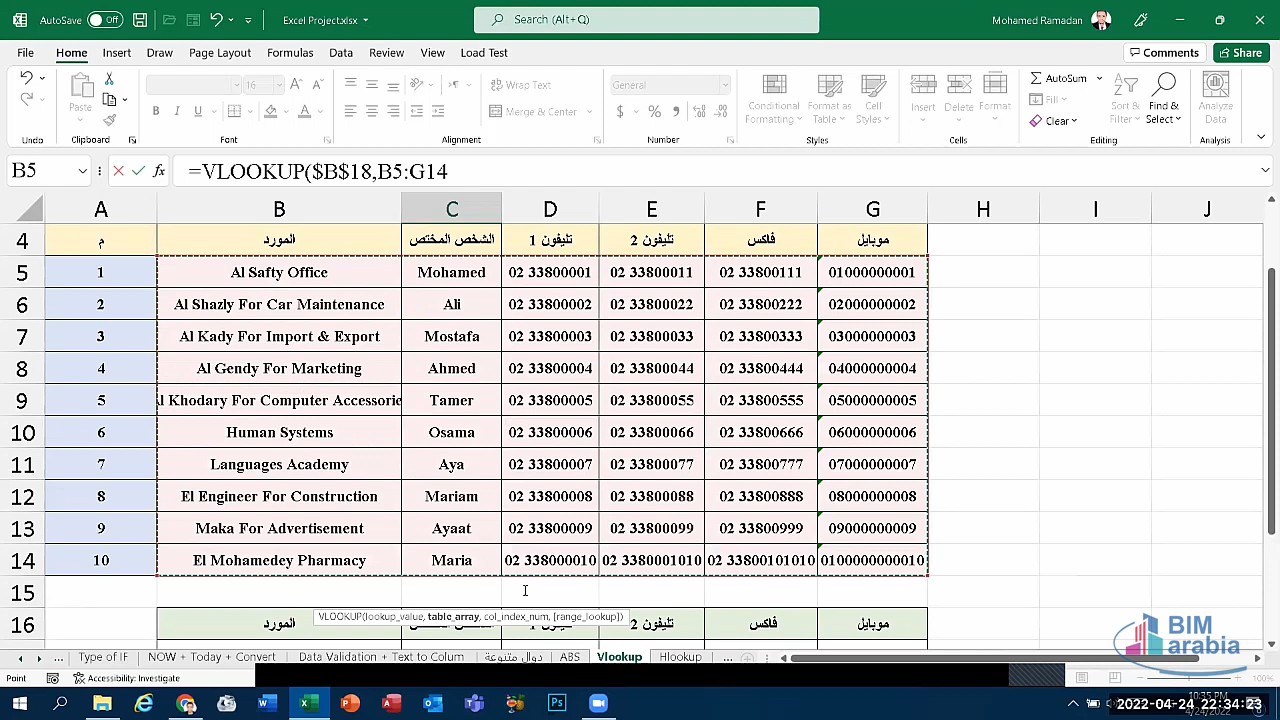 AutoSave Off Excel Project.xlsx Search (Alt+Q) Mohamed Ramadan
File Home Insert Draw Page Layout Formulas Data Review View Load Test Comments Share
Paste
16
B I U
Wrap Text
Merge & Center
General
$ %
Conditional Formatting
Format Table
Cell Styles
Insert
Delete
Format
AutoSum
Fill
Clear
Sort & Filter
Find & Select
Analyze Data
Undo Clipboard Font Alignment Number Styles Cells Editing Analysis
B5 fx =VLOOKUP($B$18,B5:G14
A B C D E F G H I J
4 م المورد الشخص المختص تليفون 1 تليفون 2 فاكس موبايل
5 1 Al Safty Office Mohamed 02 33800001 02 33800011 02 33800111 01000000001
6 2 Al Shazly For Car Maintenance Ali 02 33800002 02 33800022 02 33800222 02000000002
7 3 Al Kady For Import & Export Mostafa 02 33800003 02 33800033 02 33800333 03000000003
8 4 Al Gendy For Marketing Ahmed 02 33800004 02 33800044 02 33800444 04000000004
9 5 l Khodary For Computer Accessorie Tamer 02 33800005 02 33800055 02 33800555 05000000005
10 6 Human Systems Osama 02 33800006 02 33800066 02 33800666 06000000006
11 7 Languages Academy Aya 02 33800007 02 33800077 02 33800777 07000000007
12 8 El Engineer For Construction Mariam 02 33800008 02 33800088 02 33800888 08000000008
13 9 Maka For Advertisement Ayaat 02 33800009 02 33800099 02 33800999 09000000009
14 10 El Mohamedey Pharmacy Maria 02 338000010 02 3380001010 02 33800101010 0100000000010
15
VLOOKUP(lookup_value, table_array, col_index_num, [range_lookup])
16 المورد تليفون 2 فاكس موبايل
BIM arabia
... Type of IF NOW + Today + Convert Data Validation + Text to Column دوال متنوعة ABS Vlookup Hlookup ...
Point Accessibility: Investigate 100%
10:35 PM
4/24/2022
2022-04-24 22:34:23